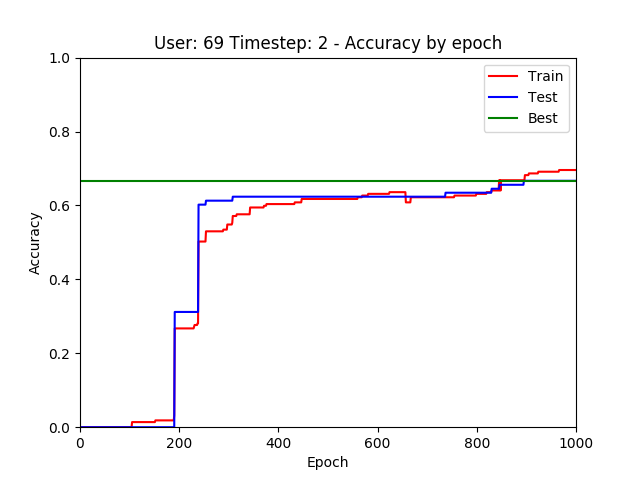 User: 69 Timestep: 2 - Accuracy by epoch
1.0
0.8
0.6
0.4
0.2
0.0
Accuracy
Train
Test
Best
0 200 400 600 800 1000
Epoch